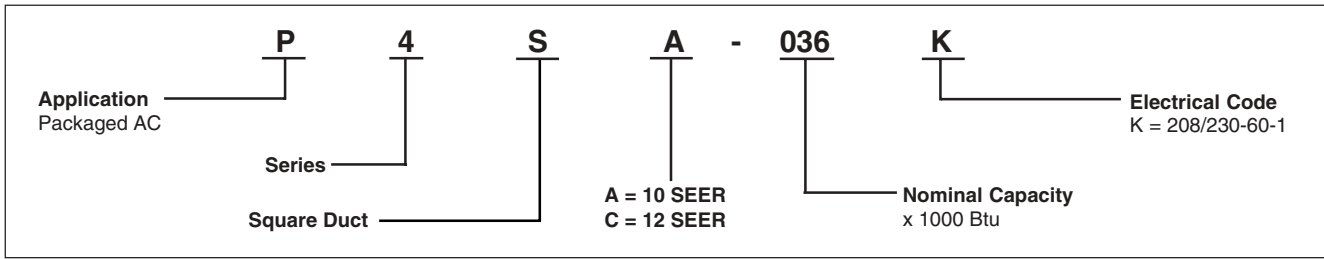 P 4 S A - 036 K
Application
Packaged AC
Electrical Code
K = 208/230-60-1
Series
A = 10 SEER
C = 12 SEER
Nominal Capacity
x 1000 Btu
Square Duct